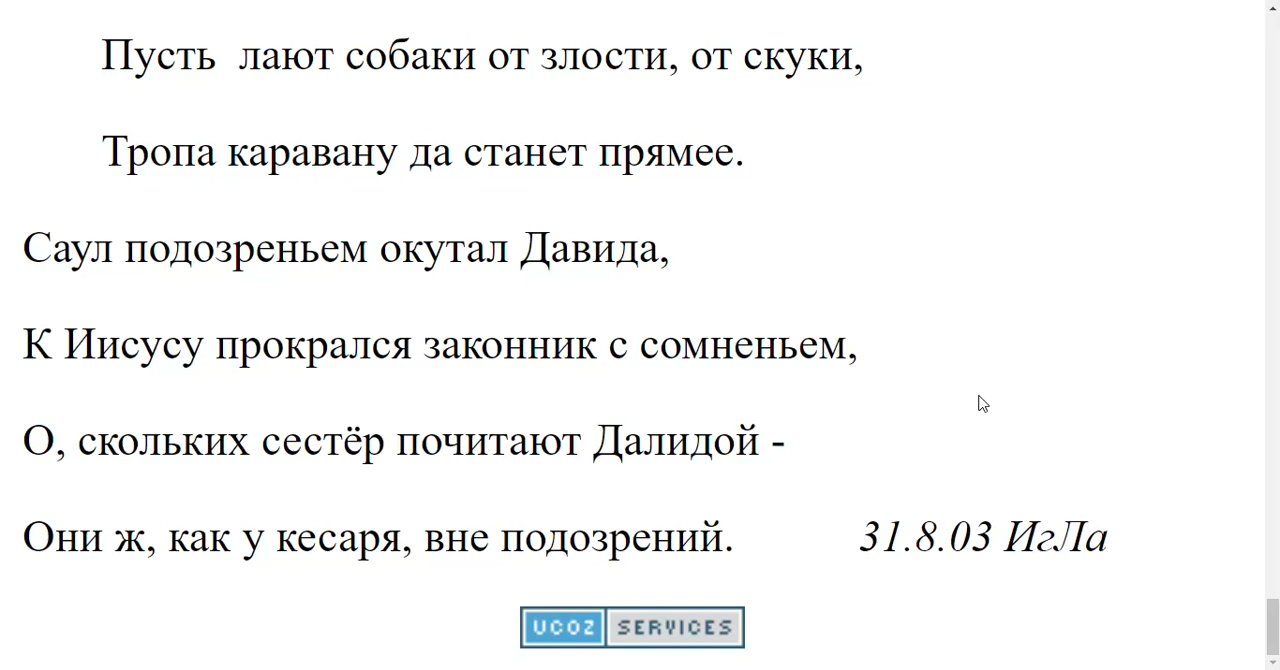 Пусть  лают собаки от злости, от скуки,
Тропа каравану да станет прямее.
Саул подозреньем окутал Давида,
К Иисусу прокрался законник с сомненьем,
О, скольких сестёр почитают Далидой -
Они ж, как у кесаря, вне подозрений. 31.8.03 ИгЛа
UCOZ SERVICES